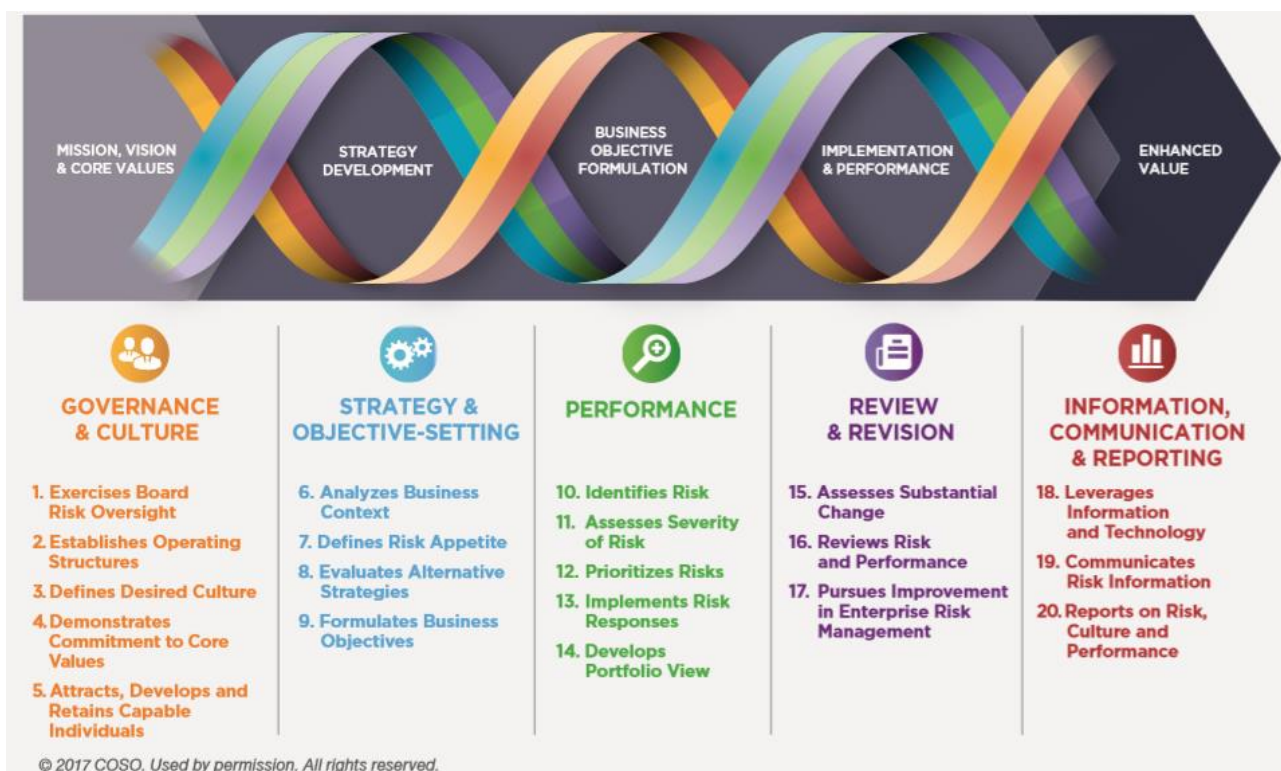 MISSION, VISION
& CORE VALUES
STRATEGY
DEVELOPMENT
BUSINESS
OBJECTIVE
FORMULATION
IMPLEMENTATION
& PERFORMANCE
ENHANCED
VALUE
GOVERNANCE
& CULTURE
1. Exercises Board
Risk Oversight
2. Establishes Operating
Structures
3. Defines Desired Culture
4. Demonstrates
Commitment to Core
Values
5. Attracts, Develops and
Retains Capable
Individuals
STRATEGY &
OBJECTIVE-SETTING
6. Analyzes Business
Context
7. Defines Risk Appetite
8. Evaluates Alternative
Strategies
9. Formulates Business
Objectives
PERFORMANCE
10. Identifies Risk
11. Assesses Severity
of Risk
12. Prioritizes Risks
13. Implements Risk
Responses
14. Develops
Portfolio View
REVIEW
& REVISION
15. Assesses Substantial
Change
16. Reviews Risk
and Performance
17. Pursues Improvement
in Enterprise Risk
Management
INFORMATION,
COMMUNICATION
& REPORTING
18. Leverages
Information
and Technology
19. Communicates
Risk Information
20. Reports on Risk,
Culture and
Performance
© 2017 COSO. Used by permission. All rights reserved.